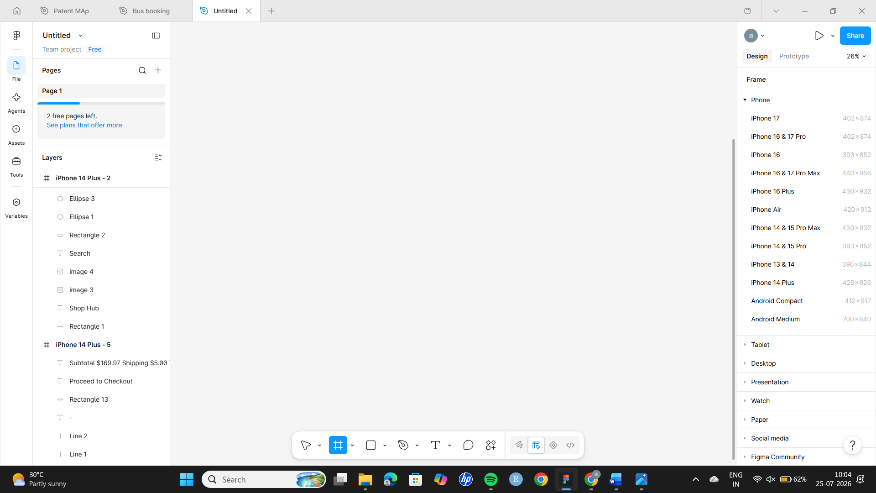 Patent MAp
Bus booking
Untitled
Untitled
Team project Free
File
Agents
Assets
Tools
Variables
Pages
Page 1
2 free pages left.
See plans that offer more
Layers
iPhone 14 Plus - 2
Ellipse 3
Ellipse 1
Rectangle 2
Search
image 4
image 3
Shop Hub
Rectangle 1
iPhone 14 Plus - 5
Subtotal $169.97 Shipping $5.00
Proceed to Checkout
Rectangle 13
-
Line 2
Line 1
a
Share
Design Prototype 26%
Frame
Phone
iPhone 17 402×874
iPhone 16 & 17 Pro 402×874
iPhone 16 393×852
iPhone 16 & 17 Pro Max 440×956
iPhone 16 Plus 430×932
iPhone Air 420×912
iPhone 14 & 15 Pro Max 430×932
iPhone 14 & 15 Pro 393×852
iPhone 13 & 14 390×844
iPhone 14 Plus 428×926
Android Compact 412×917
Android Medium 700×840
Tablet
Desktop
Presentation
Watch
Paper
Social media
Figma Community
?
30°C
Partly sunny
Search
ENG
IN
62%
10:04
25-07-2026